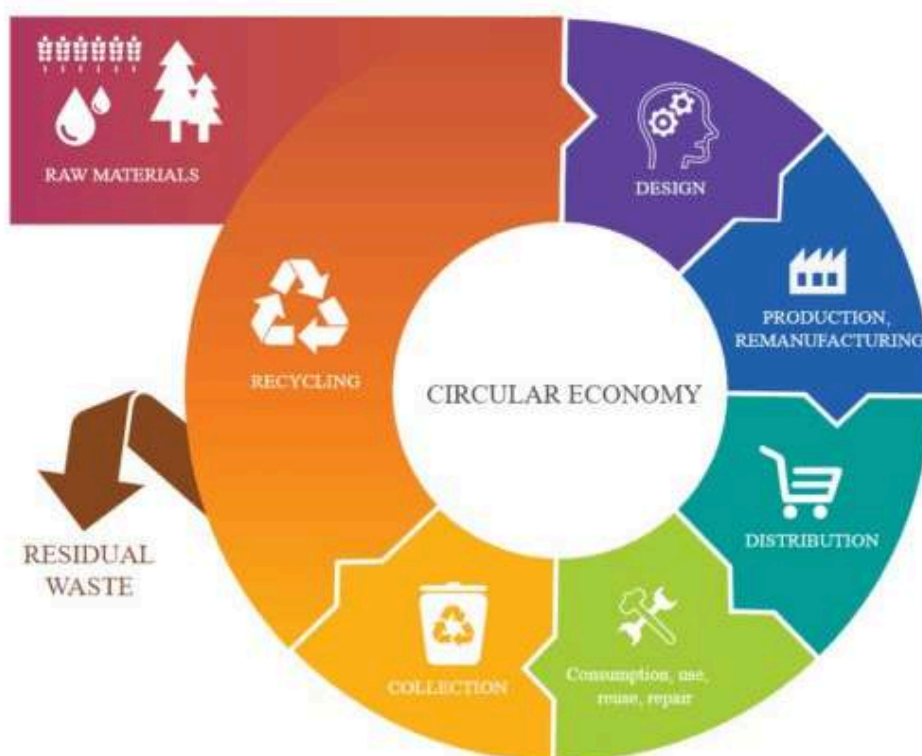 RAW MATERIALS
DESIGN
PRODUCTION,
REMANUFACTURING
RECYCLING
CIRCULAR ECONOMY
DISTRIBUTION
RESIDUAL
WASTE
COLLECTION
Consumption, use,
reuse, repair